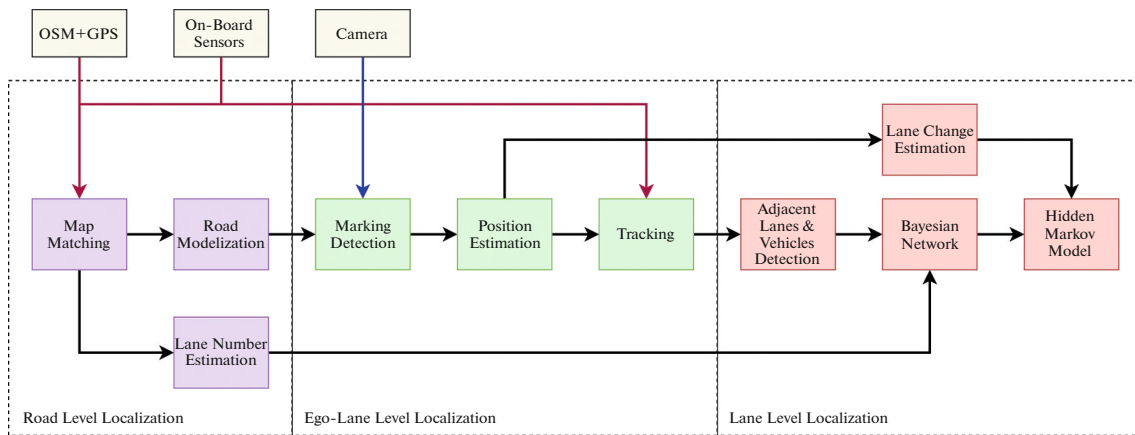 OSM+GPS
On-Board
Sensors
Camera
Lane Change
Estimation
Map
Matching
Road
Modelization
Marking
Detection
Position
Estimation
Tracking
Adjacent
Lanes &
Vehicles
Detection
Bayesian
Network
Hidden
Markov
Model
Lane Number
Estimation
Road Level Localization
Ego-Lane Level Localization
Lane Level Localization